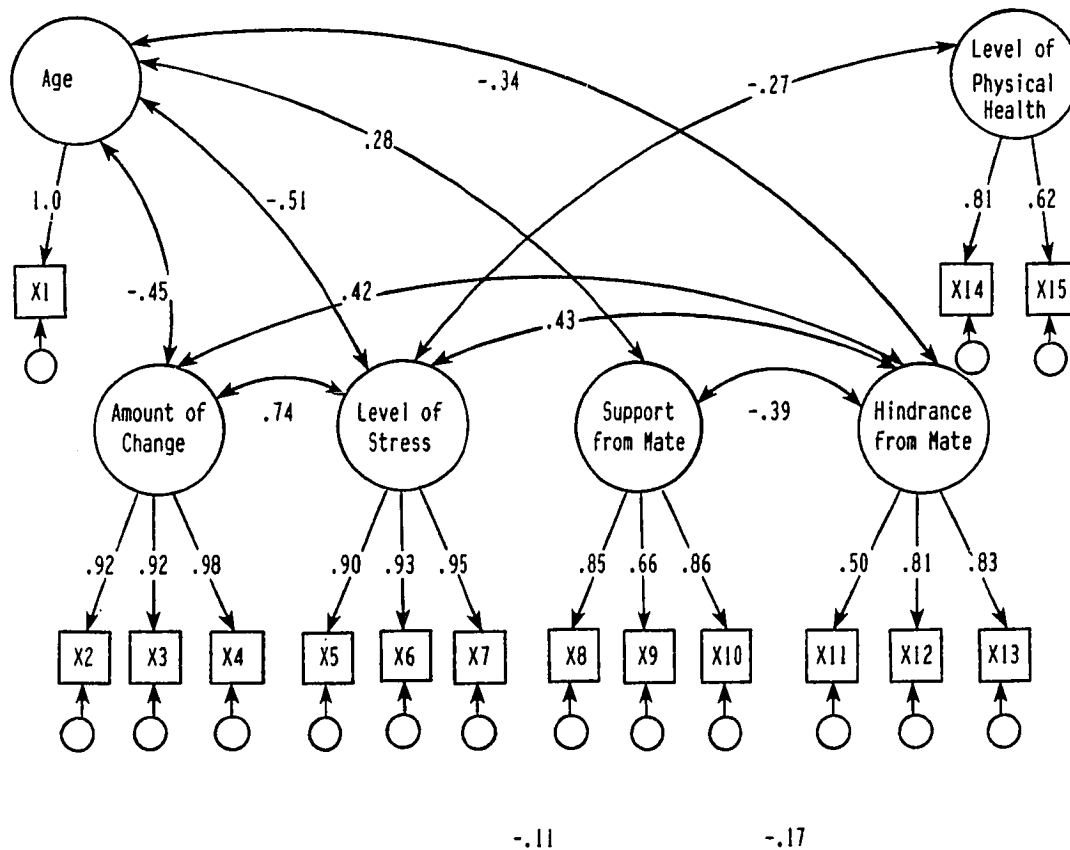 Age
Level of
Physical
Health
-.34
-.27
.28
1.0
-.51
.81
.62
X1
-.45
.42
.43
X14
X15
Amount of
Change
.74
Level of
Stress
Support
from Mate
-.39
Hindrance
from Mate
.92
.92
.98
.90
.93
.95
.85
.66
.86
.50
.81
.83
X2
X3
X4
X5
X6
X7
X8
X9
X10
X11
X12
X13
-.11
-.17